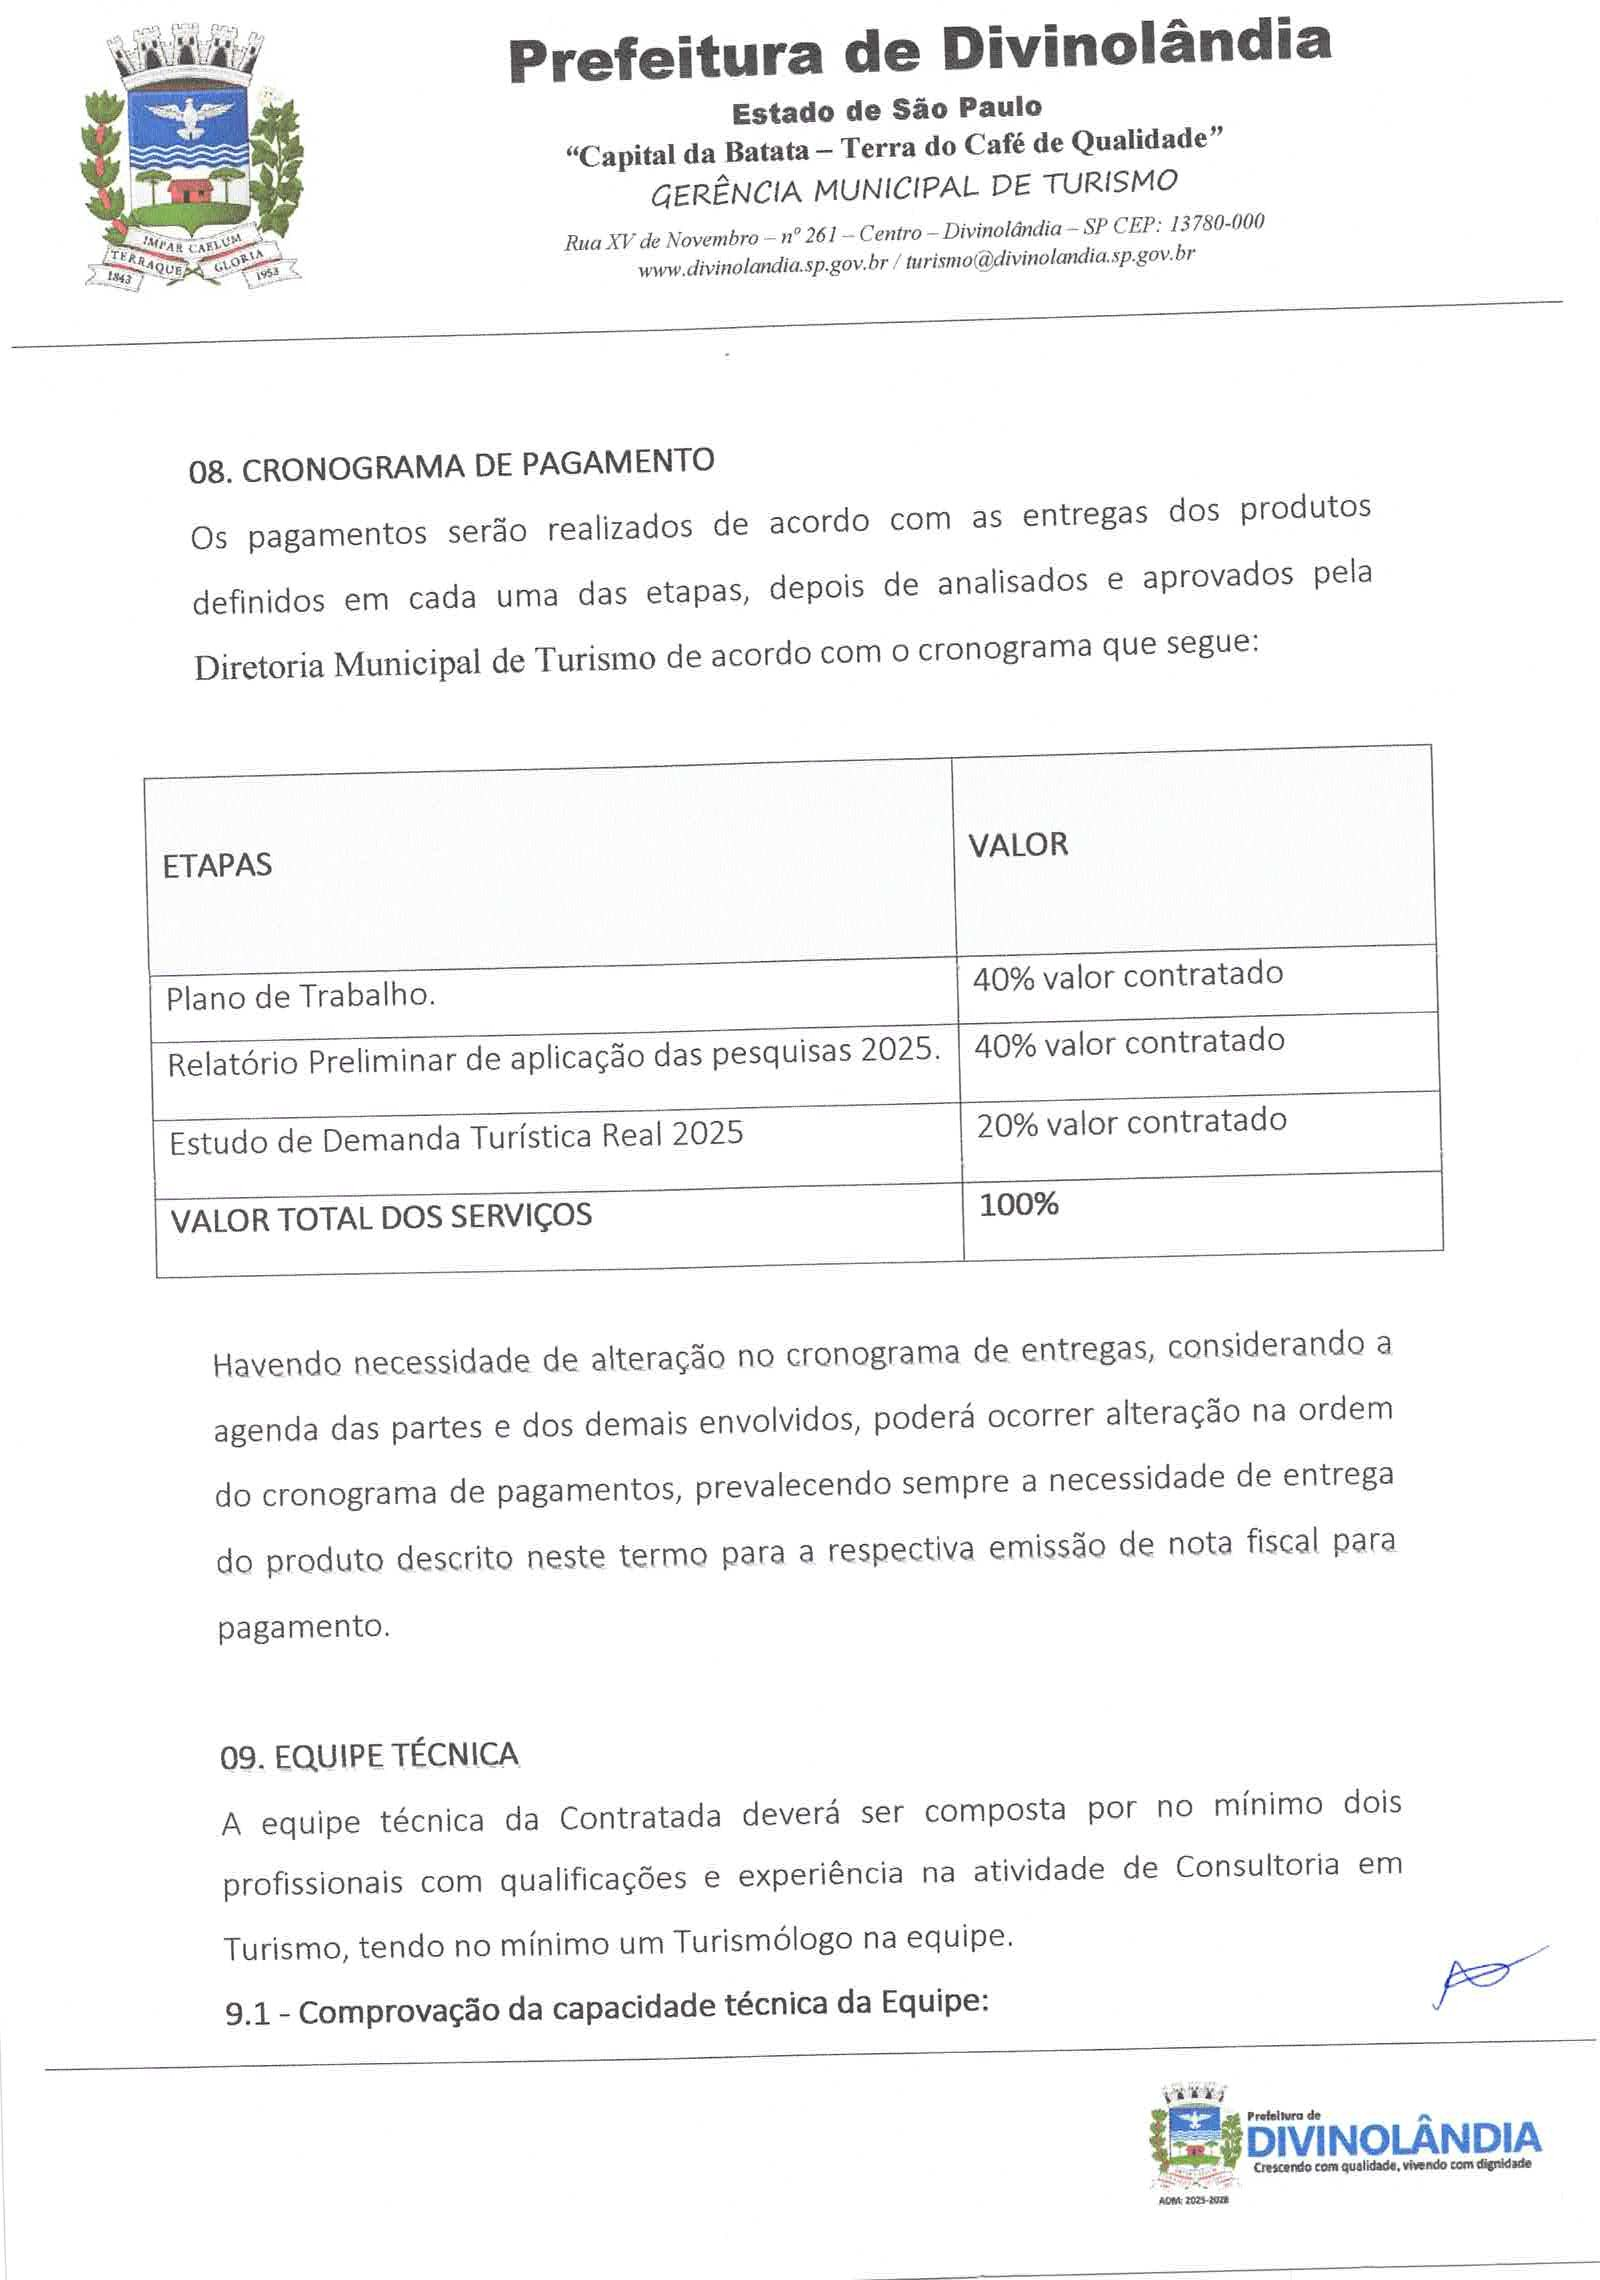 Prefeitura de Divinolândia
Estado de São Paulo
“Capital da Batata – Terra do Café de Qualidade”
GERÊNCIA MUNICIPAL DE TURISMO
Rua XV de Novembro – nº 261 – Centro – Divinolândia – SP CEP: 13780-000
www.divinolandia.sp.gov.br / turismo@divinolandia.sp.gov.br
IMPAR CAELUM
TERRAQUE GLORIA
1843 1953
08. CRONOGRAMA DE PAGAMENTO
Os pagamentos serão realizados de acordo com as entregas dos produtos
definidos em cada uma das etapas, depois de analisados e aprovados pela
Diretoria Municipal de Turismo de acordo com o cronograma que segue:
ETAPAS VALOR
Plano de Trabalho. 40% valor contratado
Relatório Preliminar de aplicação das pesquisas 2025. 40% valor contratado
Estudo de Demanda Turística Real 2025 20% valor contratado
VALOR TOTAL DOS SERVIÇOS 100%
Havendo necessidade de alteração no cronograma de entregas, considerando a
agenda das partes e dos demais envolvidos, poderá ocorrer alteração na ordem
do cronograma de pagamentos, prevalecendo sempre a necessidade de entrega
do produto descrito neste termo para a respectiva emissão de nota fiscal para
pagamento.
09. EQUIPE TÉCNICA
A equipe técnica da Contratada deverá ser composta por no mínimo dois
profissionais com qualificações e experiência na atividade de Consultoria em
Turismo, tendo no mínimo um Turismólogo na equipe.
9.1 - Comprovação da capacidade técnica da Equipe:
Prefeitura de
DIVINOLÂNDIA
Crescendo com qualidade, vivendo com dignidade
ADM: 2025-2028